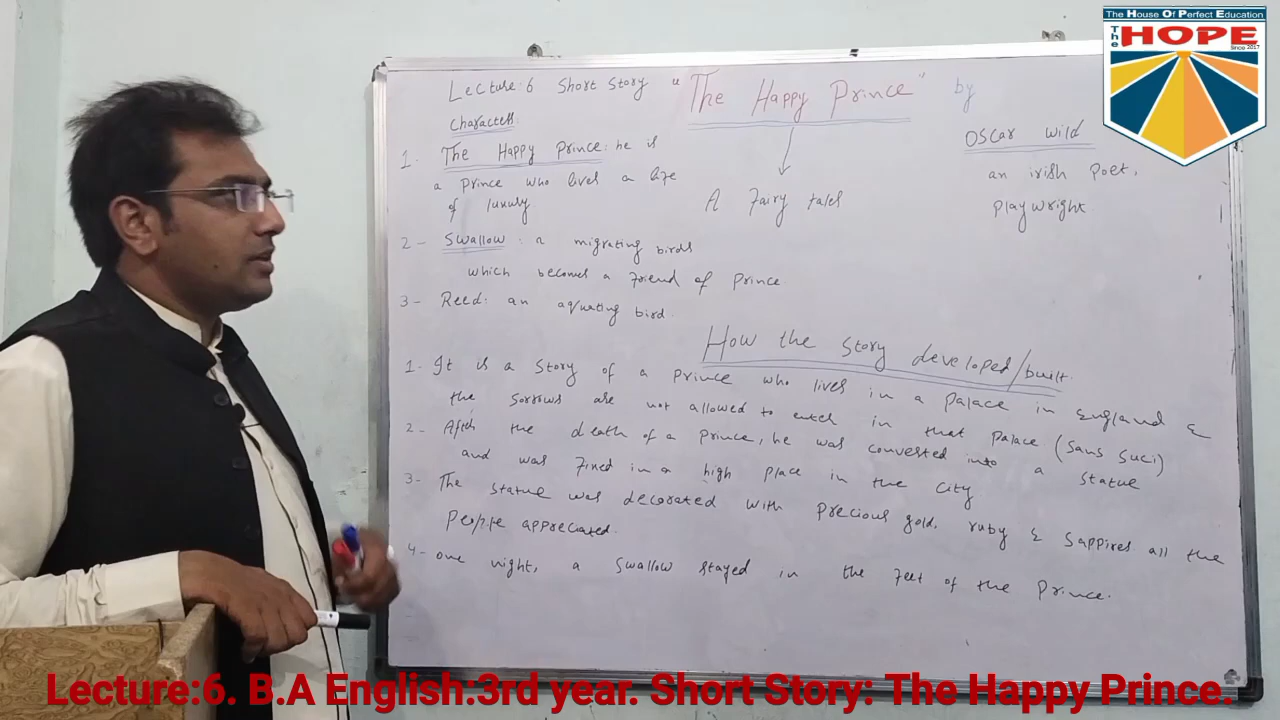 The House Of Perfect Education
The HOPE
Since 2017
Lecture:6 Short Story "The Happy Prince" by
Characters
Oscar Wild
an irish poet,
playwright
A Fairy tales
1. The Happy Prince: he is
a prince who lives a life
of luxury
2- Swallow: a migrating birds
which becomes a friend of prince.
3- Reed: an aquating bird.
How the story developed/built.
1. It is a story of a prince who lives in a palace in England &
the sorrows are not allowed to enter in that palace (Sans Suci)
2- After the death of a prince, he was converted into a statue
and was fixed in a high place in the city
3- The statue was decorated with precious gold, ruby & sappires all the
people appreciated.
4- one night, a swallow stayed in the feet of the prince.
Lecture:6. B.A English:3rd year. Short Story: The Happy Prince.